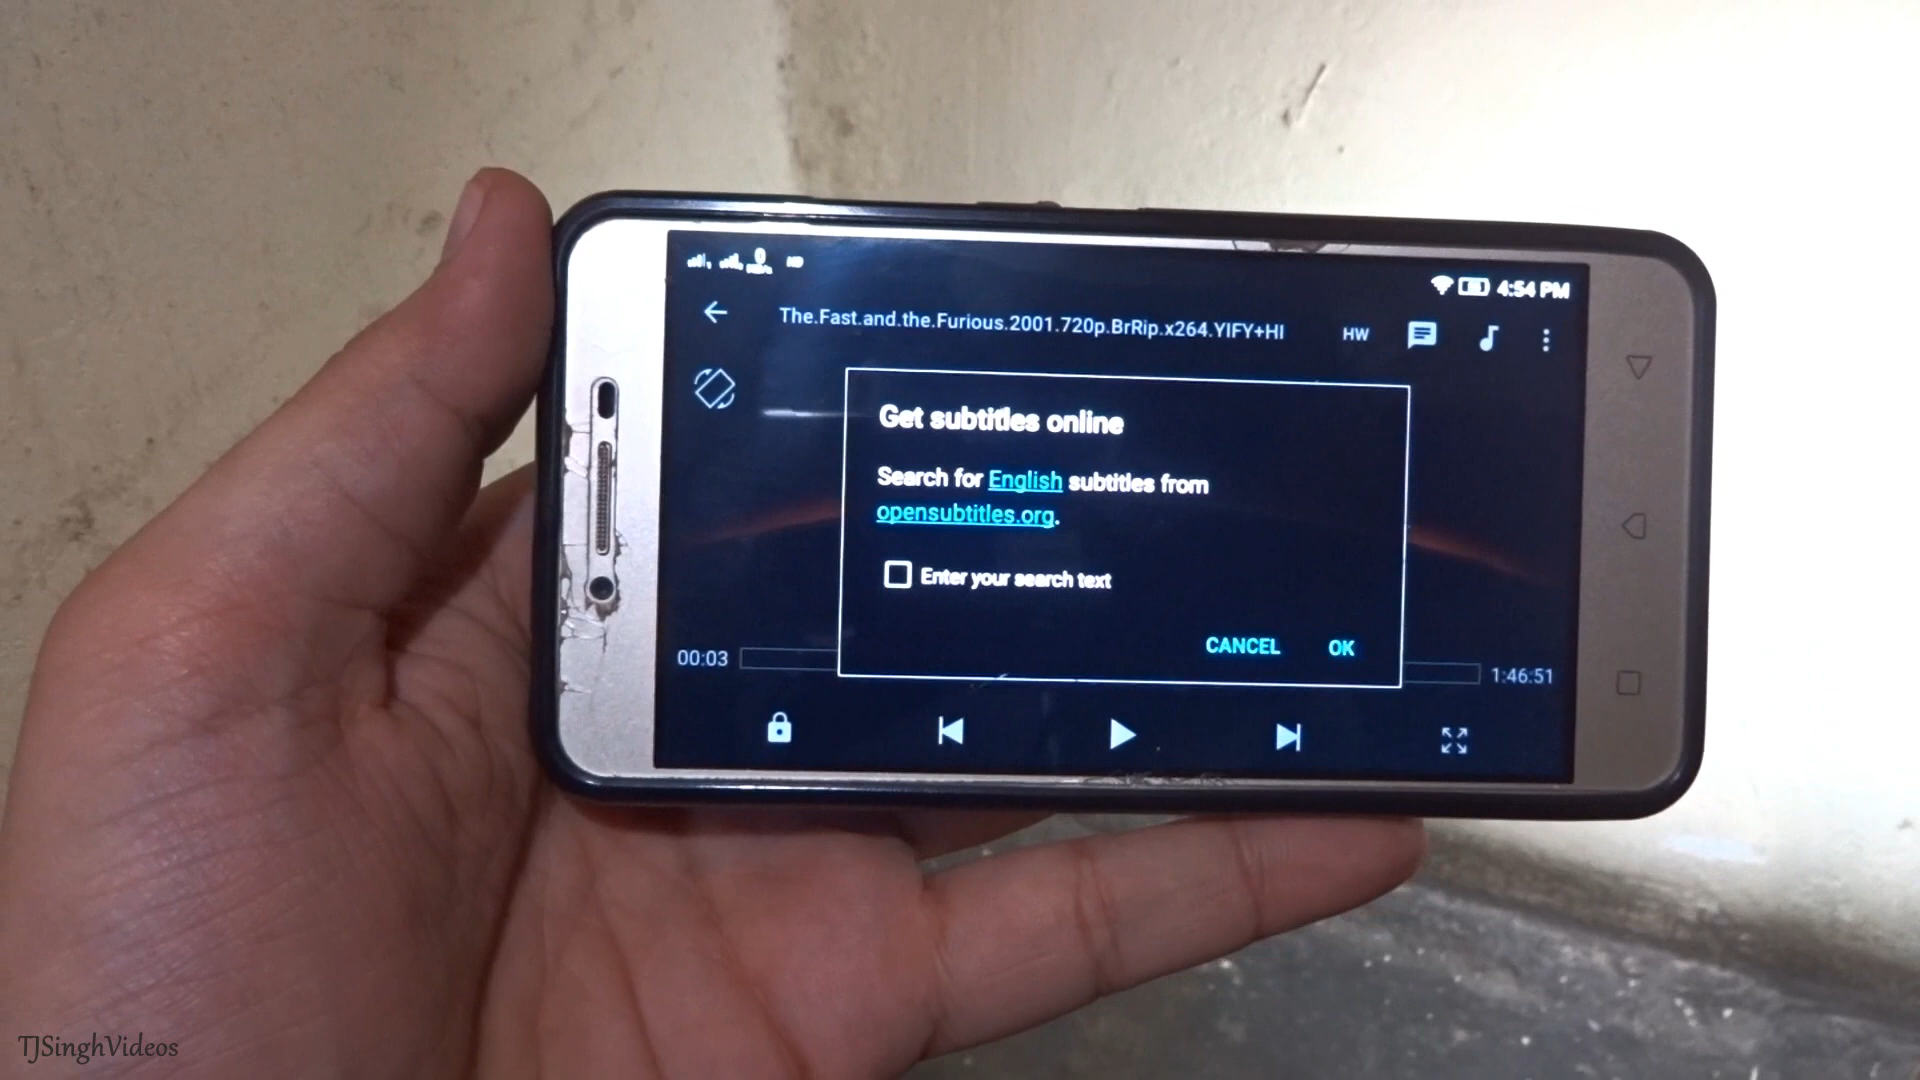 4:54 PM
The.Fast.and.the.Furious.2001.720p.BrRip.x264.YIFY+HI
HW
Get subtitles online
Search for English subtitles from
opensubtitles.org.
Enter your search text
CANCEL OK
00:03
1:46:51
TJSinghVideos